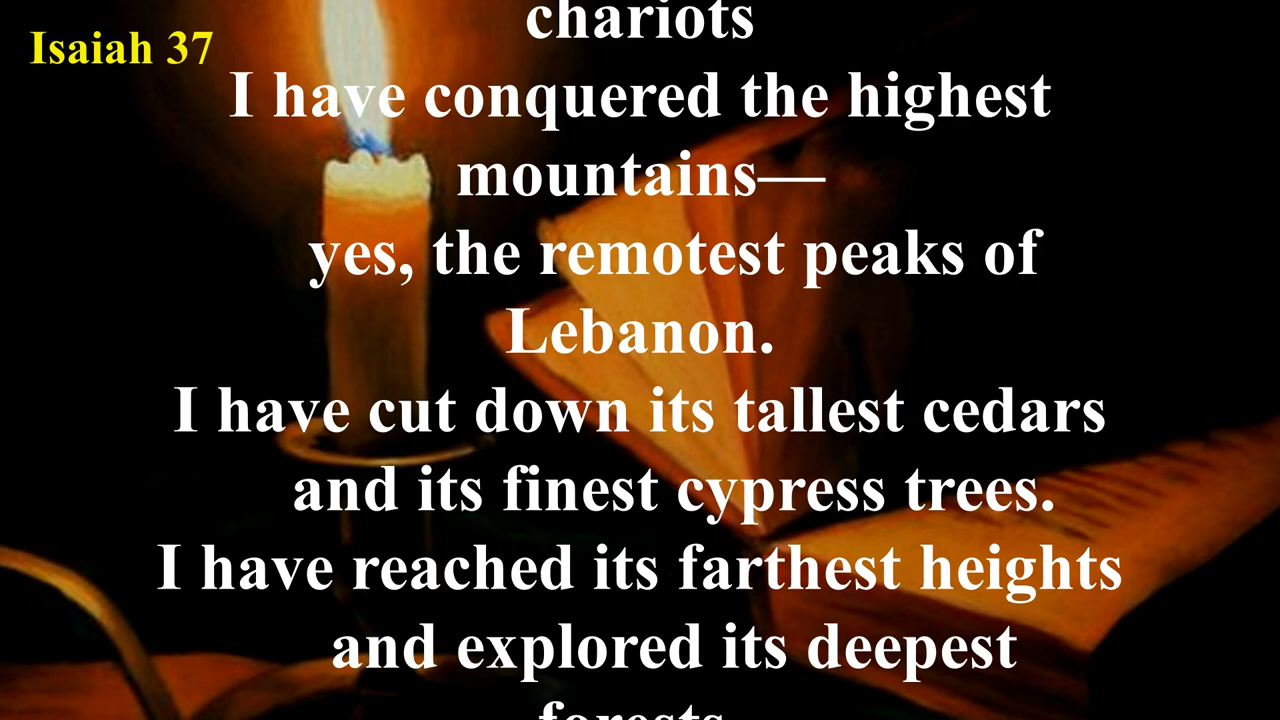 Isaiah 37
chariots
I have conquered the highest
mountains—
yes, the remotest peaks of
Lebanon.
I have cut down its tallest cedars
and its finest cypress trees.
I have reached its farthest heights
and explored its deepest
forests